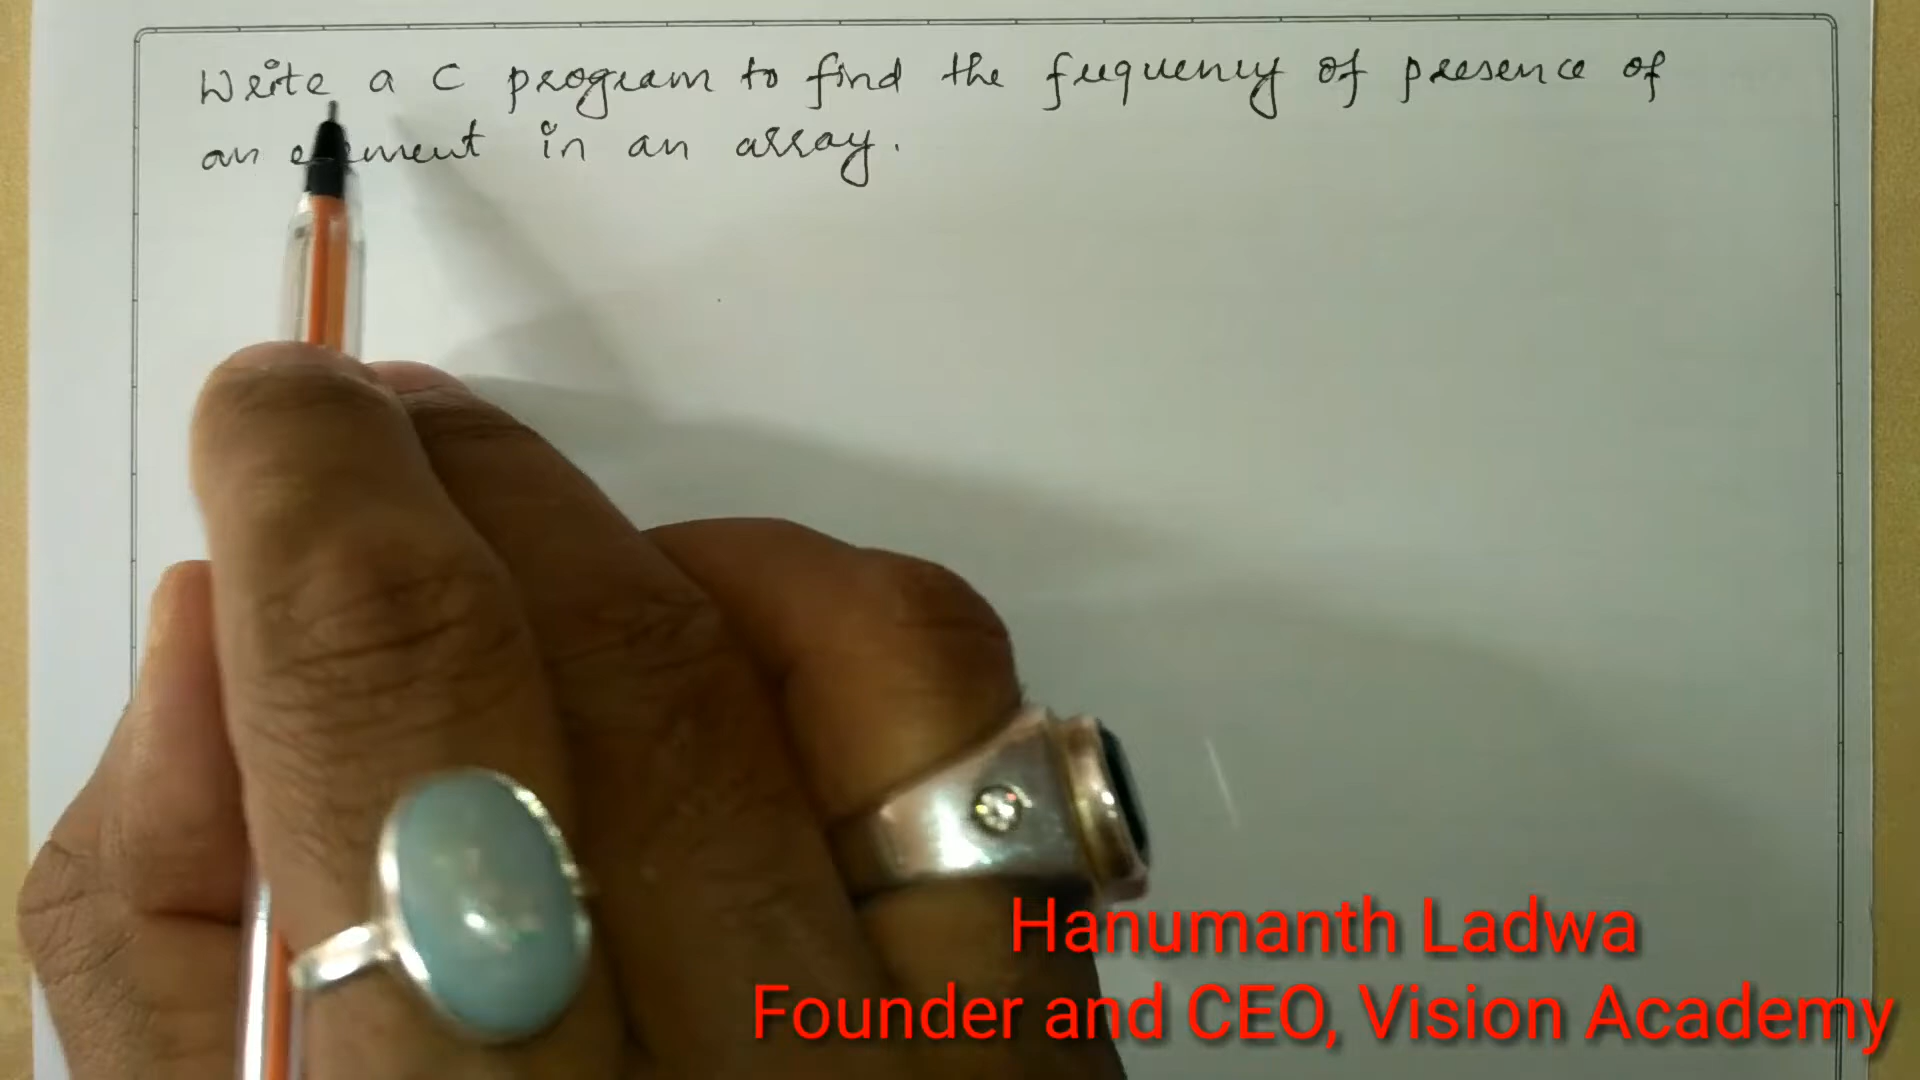 Write a C program to find the frequency of presence of
an element in an array.
Hanumanth Ladwa
Founder and CEO, Vision Academy